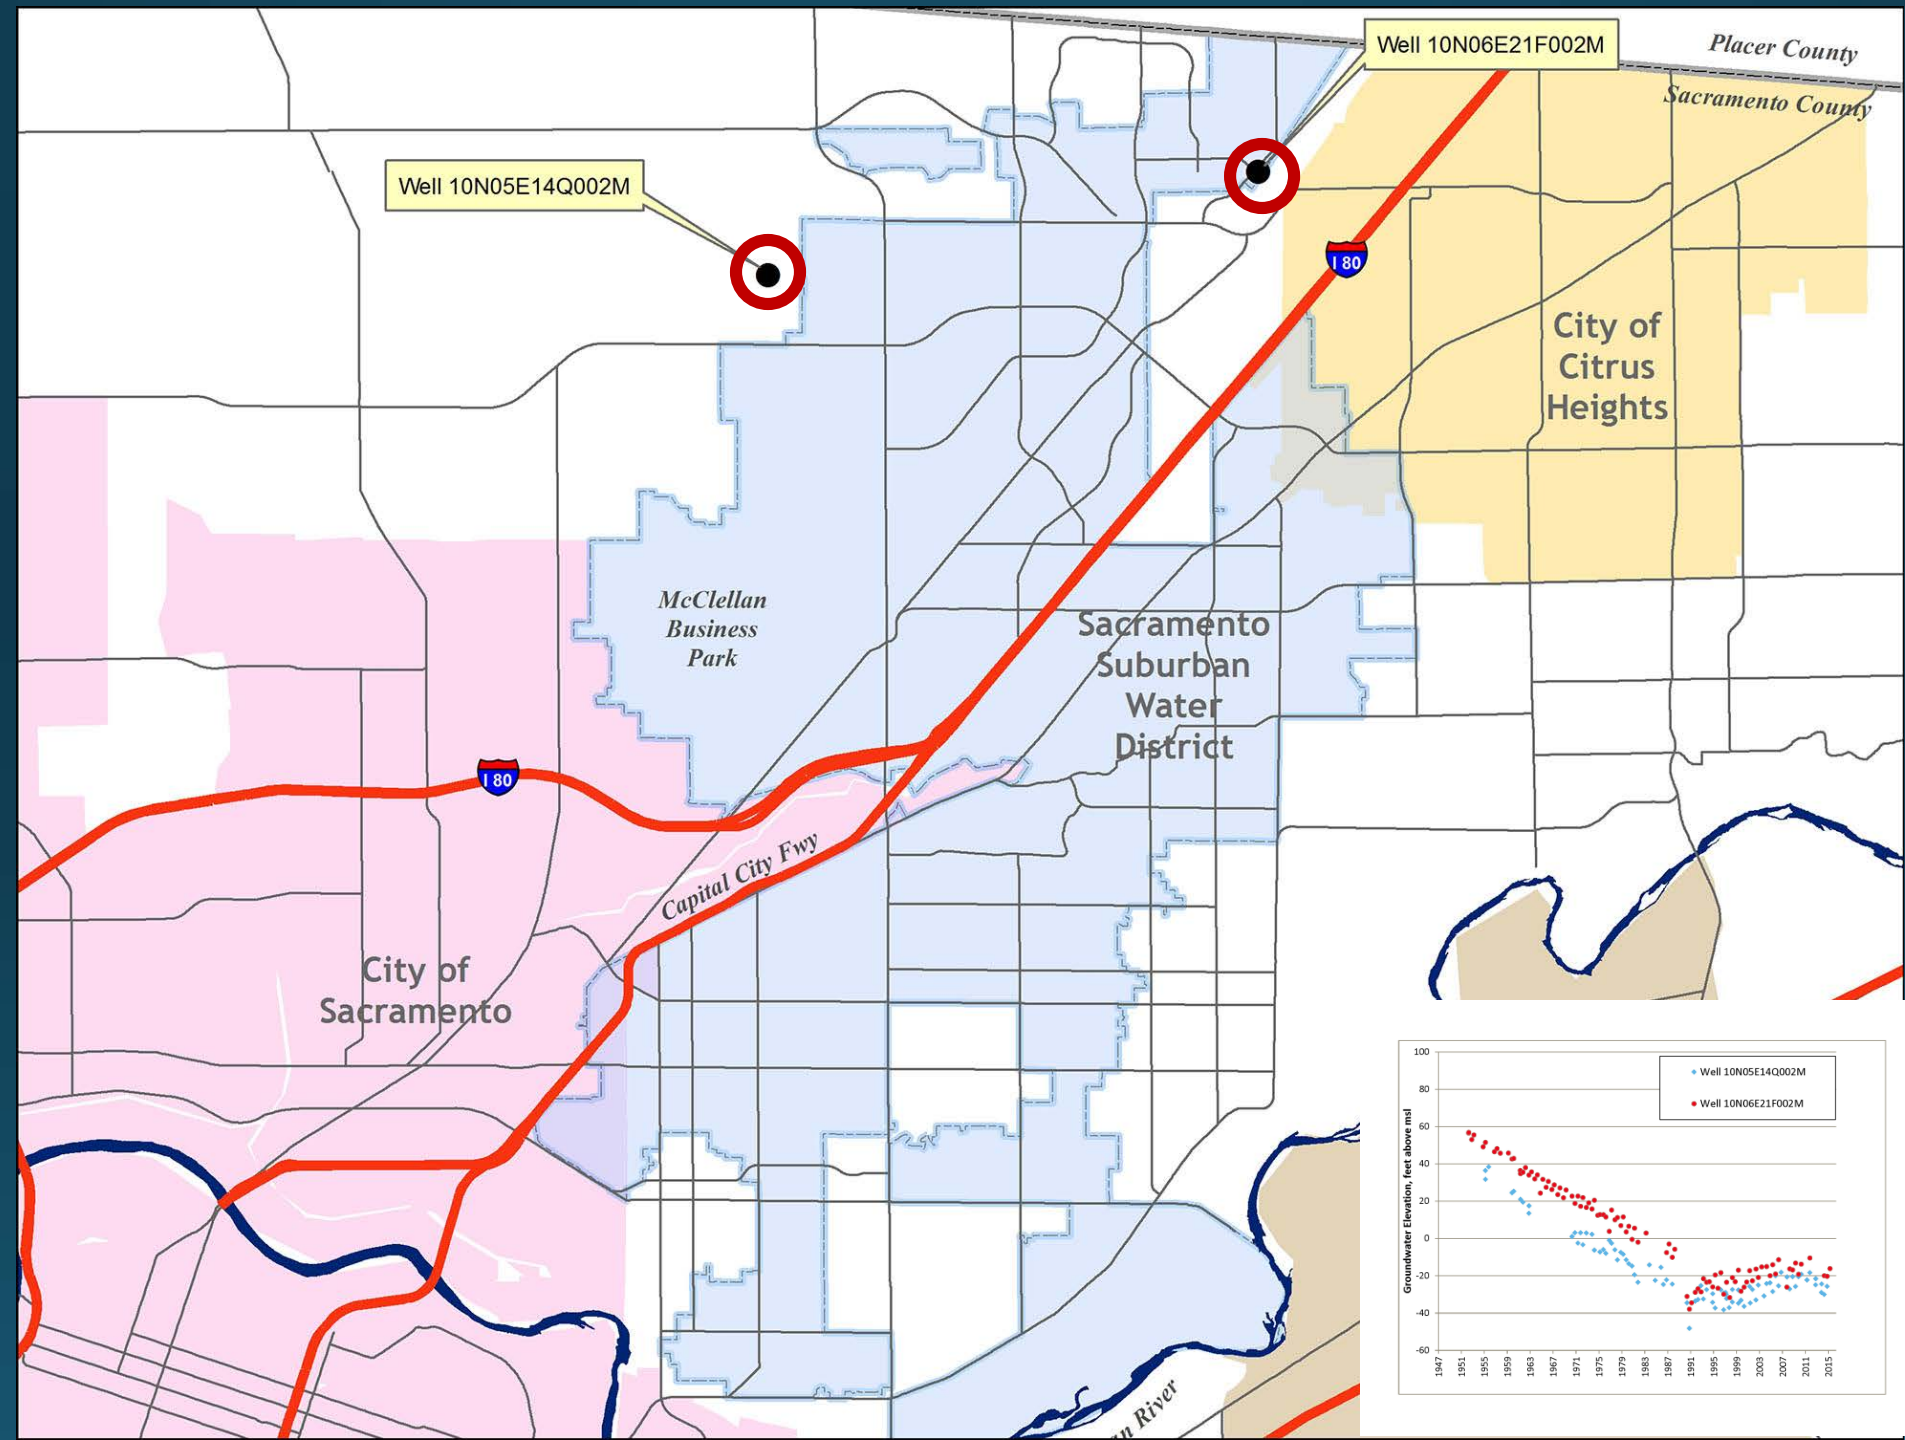 Well 10N06E21F002M
Placer County
Sacramento County
Well 10N05E14Q002M
I 80
City of
Citrus
Heights
McClellan
Business
Park
Sacramento
Suburban
Water
District
I 80
Capital City Fwy
City of
Sacramento
an River
100
80
60
40
20
0
-20
-40
-60
Groundwater Elevation, feet above msl
Well 10N05E14Q002M
Well 10N06E21F002M
1947
1951
1955
1959
1963
1967
1971
1975
1979
1983
1987
1991
1995
1999
2003
2007
2011
2015